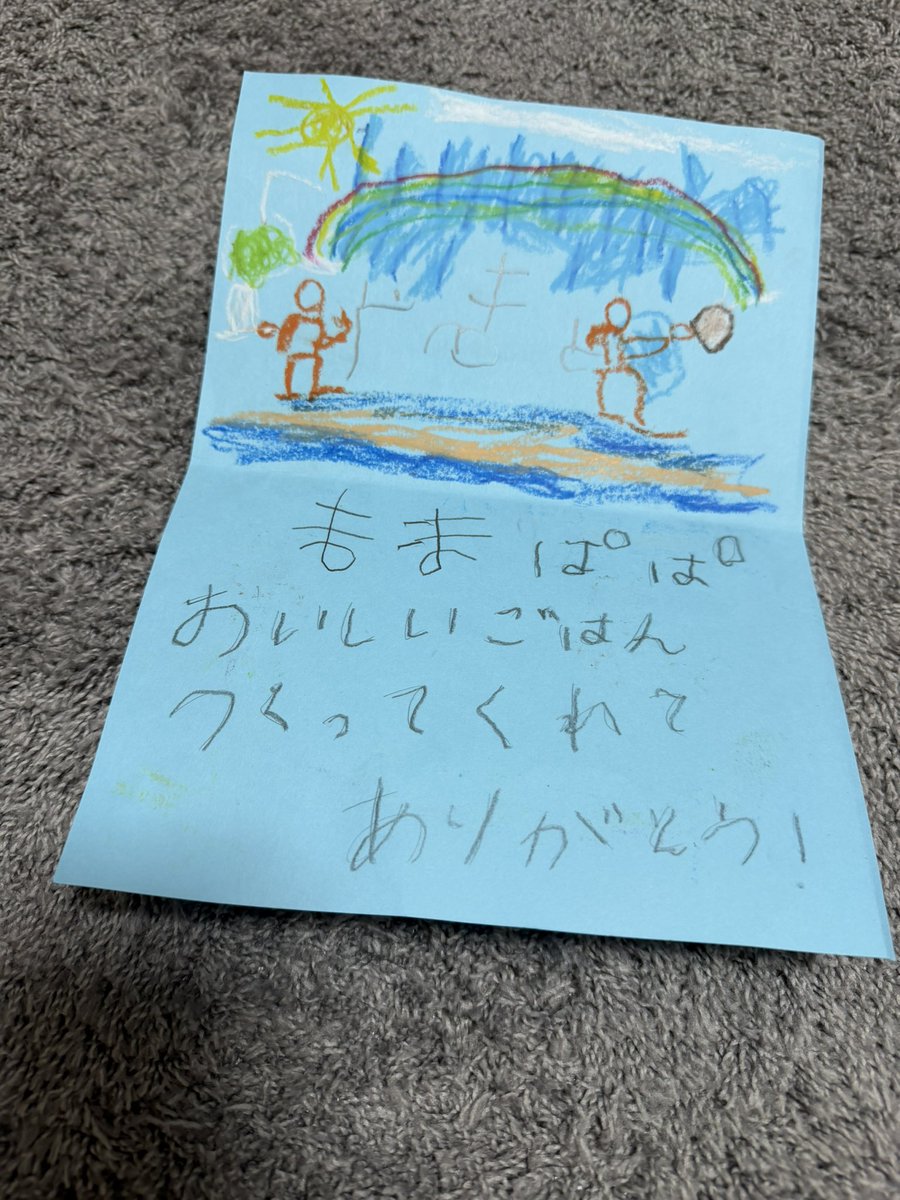 まま ぱぱ
おいしいごはん
つくってくれて
ありがとう!